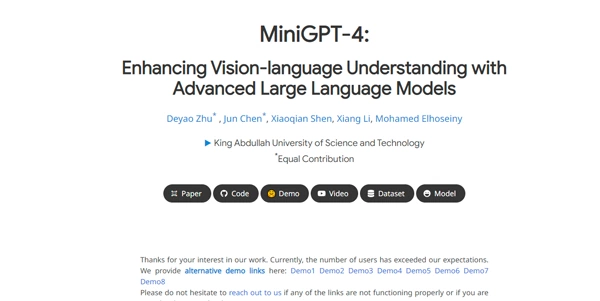 MiniGPT-4:
Enhancing Vision-language Understanding with
Advanced Large Language Models
Deyao Zhu* , Jun Chen*, Xiaoqian Shen, Xiang Li, Mohamed Elhoseiny
▶ King Abdullah University of Science and Technology
*Equal Contribution
Paper Code Demo Video Dataset Model
Thanks for your interest in our work. Currently, the number of users has exceeded our expectations.
We provide alternative demo links here: Demo1 Demo2 Demo3 Demo4 Demo5 Demo6 Demo7
Demo8
Please do not hesitate to reach out to us if any of the links are not functioning properly or if you are